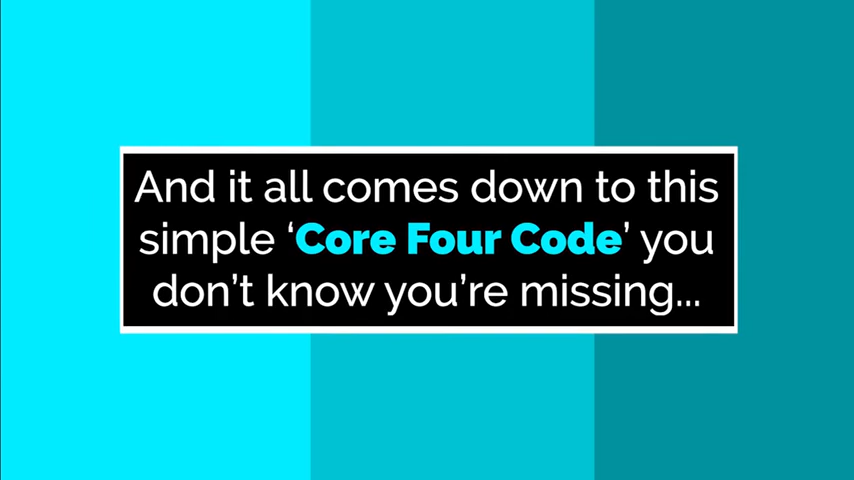 And it all comes down to this
simple ‘Core Four Code’ you
don’t know you’re missing...